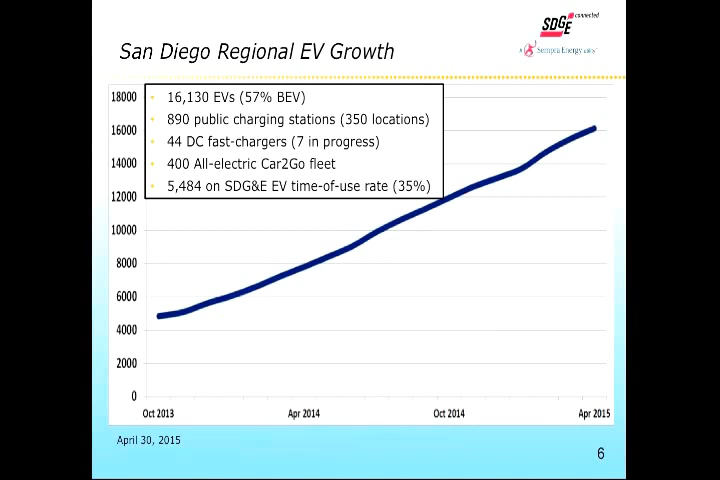 SDGE connected
A Sempra Energy utility
San Diego Regional EV Growth
16,130 EVs (57% BEV)
890 public charging stations (350 locations)
44 DC fast-chargers (7 in progress)
400 All-electric Car2Go fleet
5,484 on SDG&E EV time-of-use rate (35%)
18000
16000
14000
12000
10000
8000
6000
4000
2000
0
Oct 2013 Apr 2014 Oct 2014 Apr 2015
April 30, 2015
6